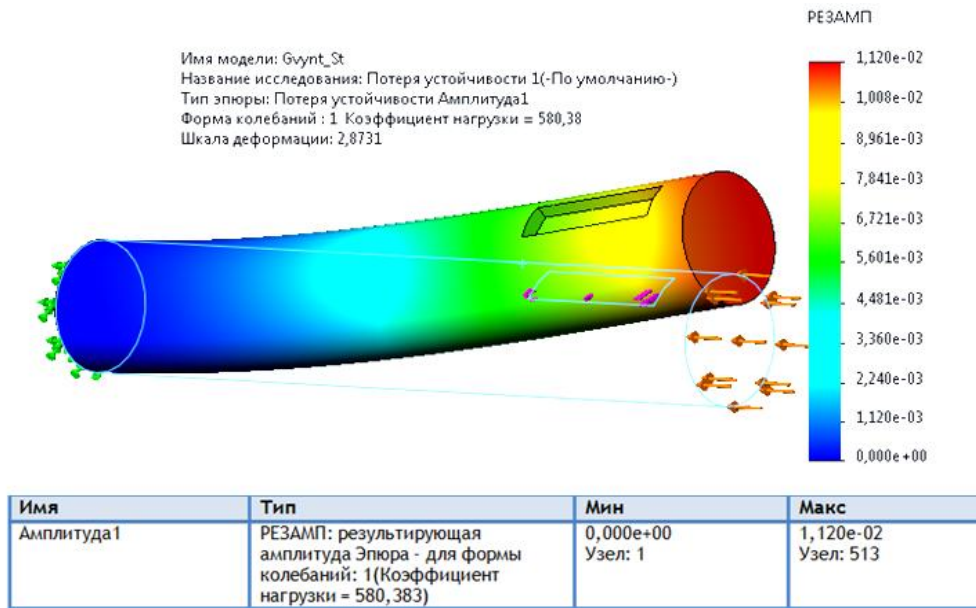 РЕЗАМП
Имя модели: Gvynt_St
Название исследования: Потеря устойчивости 1(-По умолчанию-)
Тип эпюры: Потеря устойчивости Амплитуда1
Форма колебаний : 1 Коэффициент нагрузки = 580,38
Шкала деформации: 2,8731
1,120e-02
1,008e-02
8,961e-03
7,841e-03
6,721e-03
5,601e-03
4,481e-03
3,360e-03
2,240e-03
1,120e-03
0,000e+00
Имя Тип Мин Макс
Амплитуда1 РЕЗАМП: результирующая 0,000e+00 1,120e-02
амплитуда Эпюра - для формы Узел: 1 Узел: 513
колебаний: 1(Коэффициент
нагрузки = 580,383)